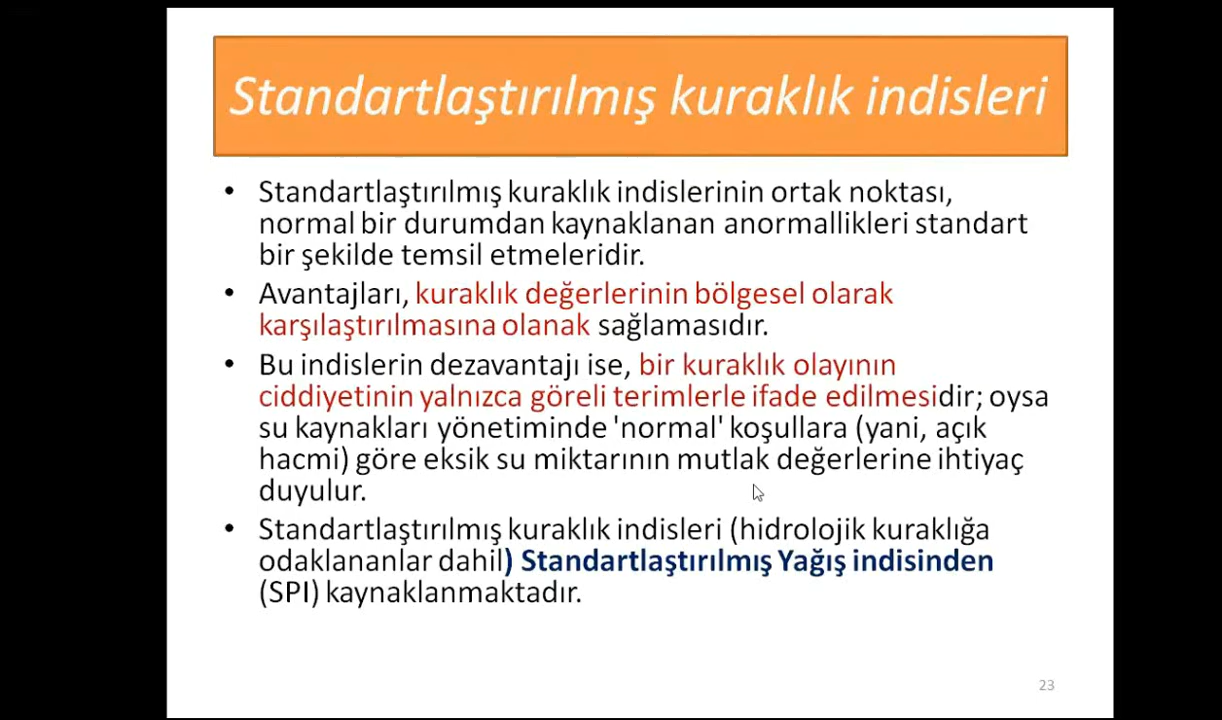 Standartlaştırılmış kuraklık indisleri
• Standartlaştırılmış kuraklık indislerinin ortak noktası,
normal bir durumdan kaynaklanan anormallikleri standart
bir şekilde temsil etmeleridir.
• Avantajları, kuraklık değerlerinin bölgesel olarak
karşılaştırılmasına olanak sağlamasıdır.
• Bu indislerin dezavantajı ise, bir kuraklık olayının
ciddiyetinin yalnızca göreli terimlerle ifade edilmesidir; oysa
su kaynakları yönetiminde 'normal' koşullara (yani, açık
hacmi) göre eksik su miktarının mutlak değerlerine ihtiyaç
duyulur.
• Standartlaştırılmış kuraklık indisleri (hidrolojik kuraklığa
odaklananlar dahil) Standartlaştırılmış Yağış indisinden
(SPI) kaynaklanmaktadır.
23